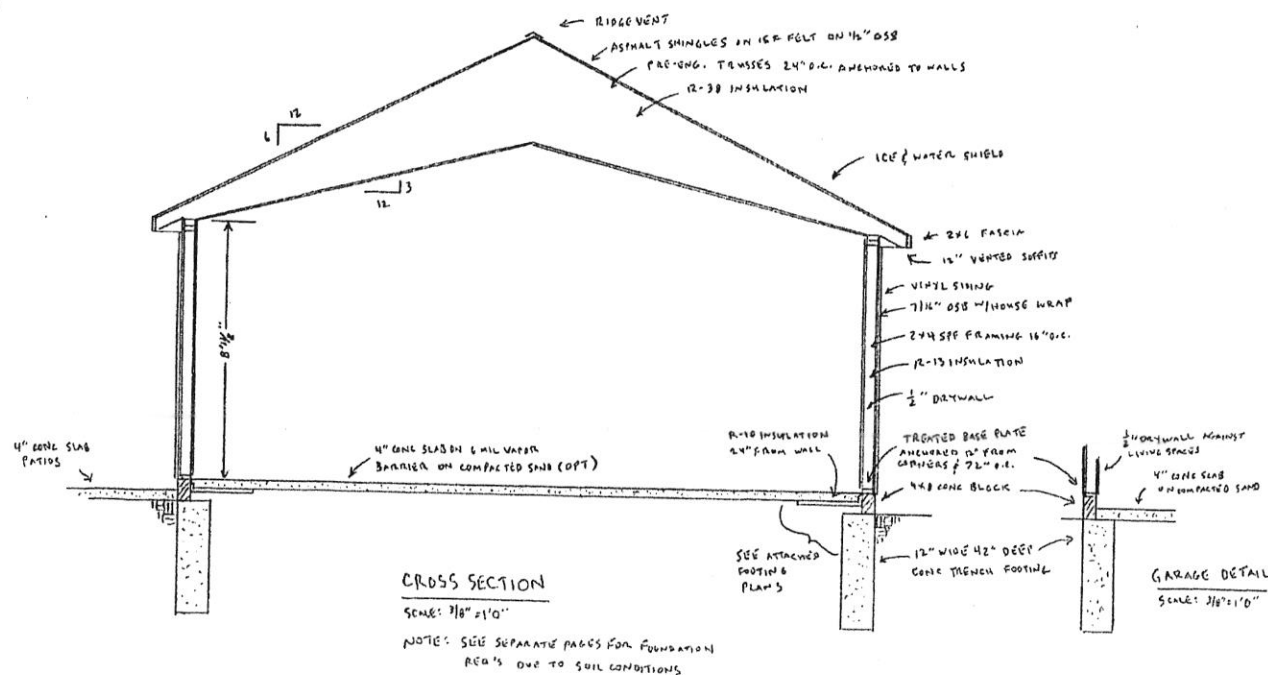 RIDGEVENT
ASPHALT SHINGLES ON 15# FELT ON 1/2" OSB
PRE-ENG. TRUSSES 24" O.C. ANCHORED TO WALLS
R-38 INSULATION
12
6
ICE & WATER SHIELD
3
12
2x6 FASCIA
12" VENTED SOFFITS
VINYL SIDING
7/16" OSB W/HOUSE WRAP
2x4 SPF FRAMING 16" O.C.
R-13 INSULATION
1/2" DRYWALL
4" CONC SLAB
PATIOS
4" CONC SLAB ON 6 MIL VAPOR
BARRIER ON COMPACTED SAND (OPT)
R-10 INSULATION
24" FROM WALL
TREATED BASE PLATE
ANCHORED 12" FROM
CORNERS & 72" O.C.
4x8 CONC BLOCK
1/2" DRYWALL AGAINST
LIVING SPACES
4" CONC SLAB
ON COMPACTED SAND
SEE ATTACHED
FOOTING
PLANS
12" WIDE 42" DEEP
CONC TRENCH FOOTING
CROSS SECTION
SCALE: 3/8" = 1'0"
NOTE: SEE SEPARATE PAGES FOR FOUNDATION
REQ'S DUE TO SOIL CONDITIONS
GARAGE DETAIL
SCALE: 3/8" = 1'0"